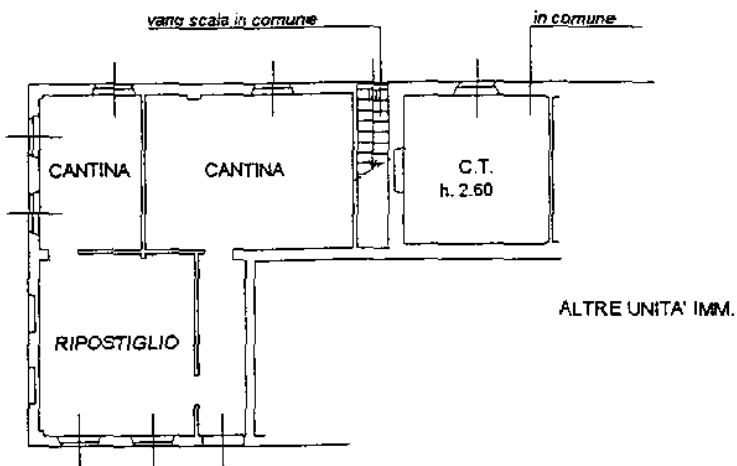 vano scala in comune
in comune
CANTINA
CANTINA
C.T.
h. 2.60
ALTRE UNITA' IMM.
RIPOSTIGLIO